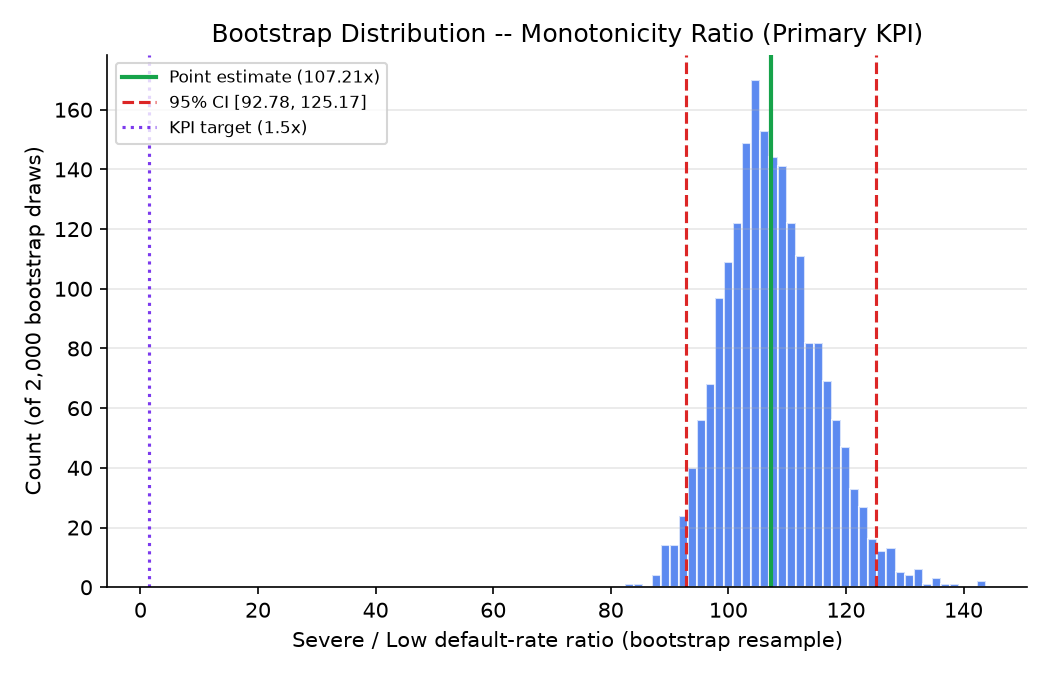 Bootstrap Distribution -- Monotonicity Ratio (Primary KPI)
Point estimate (107.21x)
95% CI [92.78, 125.17]
KPI target (1.5x)
Count (of 2,000 bootstrap draws)
160
140
120
100
80
60
40
20
0
0 20 40 60 80 100 120 140
Severe / Low default-rate ratio (bootstrap resample)